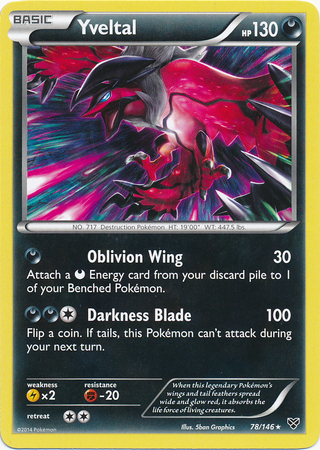 BASIC
Yveltal
HP 130
NO. 717 Destruction Pokémon HT: 19'00" WT: 447.5 lbs.
Oblivion Wing 30
Attach a Energy card from your discard pile to 1
of your Benched Pokémon.
Darkness Blade 100
Flip a coin. If tails, this Pokémon can't attack during
your next turn.
weakness
×2
resistance
-20
retreat
When this legendary Pokémon's
wings and tail feathers spread
wide and glow red, it absorbs the
life force of living creatures.
©2014 Pokémon
Illus. 5ban Graphics
78/146